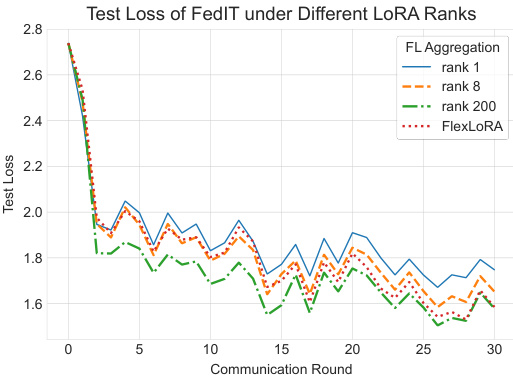 Test Loss of FedIT under Different LoRA Ranks
2.8
2.6
2.4
2.2
2.0
1.8
1.6
Test Loss
FL Aggregation
rank 1
rank 8
rank 200
FlexLoRA
0 5 10 15 20 25 30
Communication Round